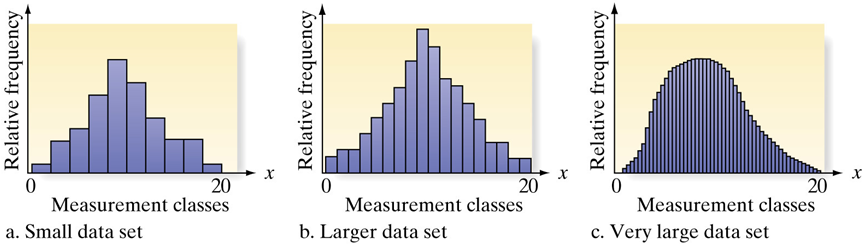 Relative frequency
0
20
x
Measurement classes
a. Small data set
Relative frequency
0
20
x
Measurement classes
b. Larger data set
Relative frequency
0
20
x
Measurement classes
c. Very large data set